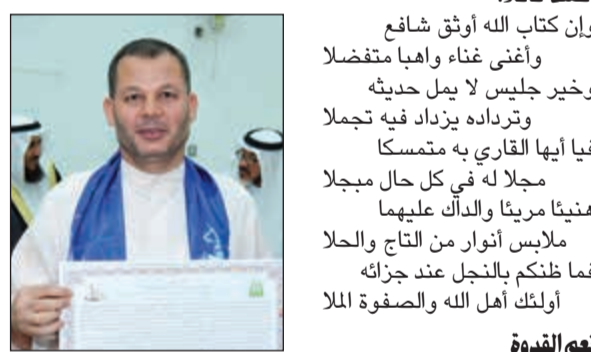 وإن كتاب الله أوثق شافع
وأغنى غناء واهبا متفضلا
وخير جليس لا يمل حديثه
وترداده يزداد فيه تجملا
فيا أيها القاري به متمسكا
مجلا له في كل حال مبجلا
هنيئا مريئا والداك عليهما
ملابس أنوار من التاج والحلا
فما ظنكم بالنجل عند جزائه
أولئك أهل الله والصفوة الملا
نعم القدوة